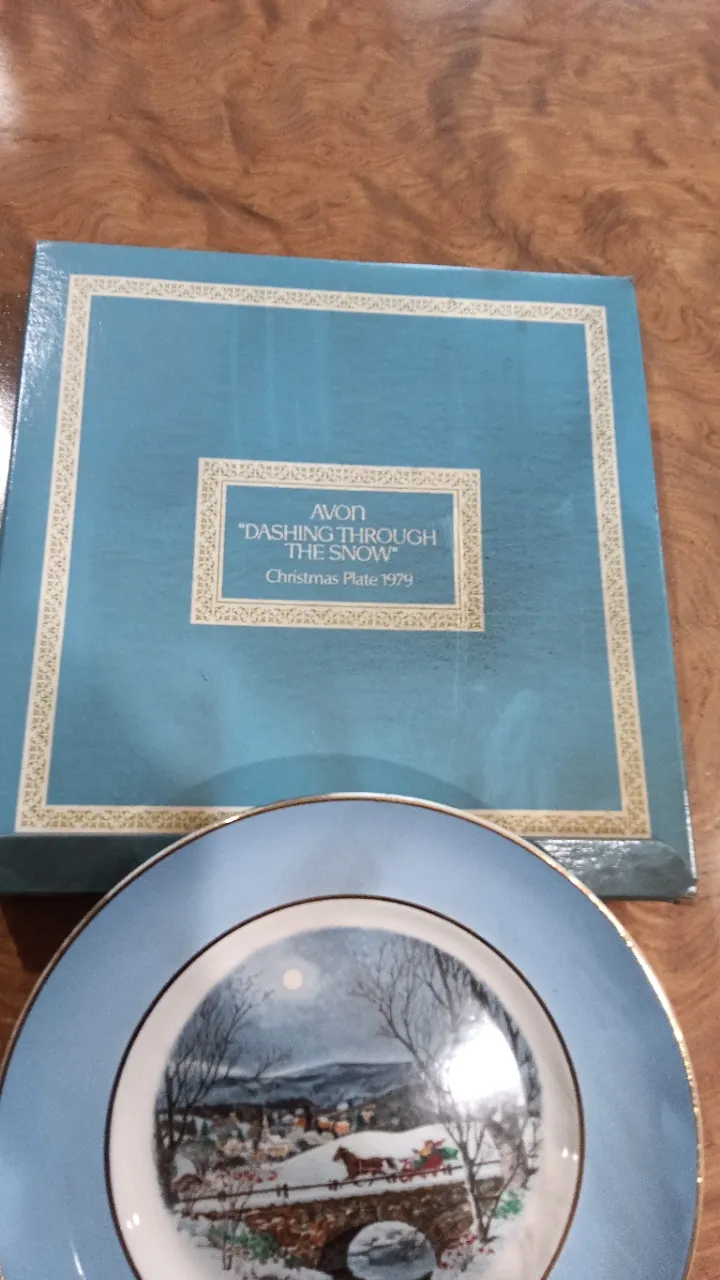 AVON
"DASHING THROUGH
THE SNOW"
Christmas Plate 1979